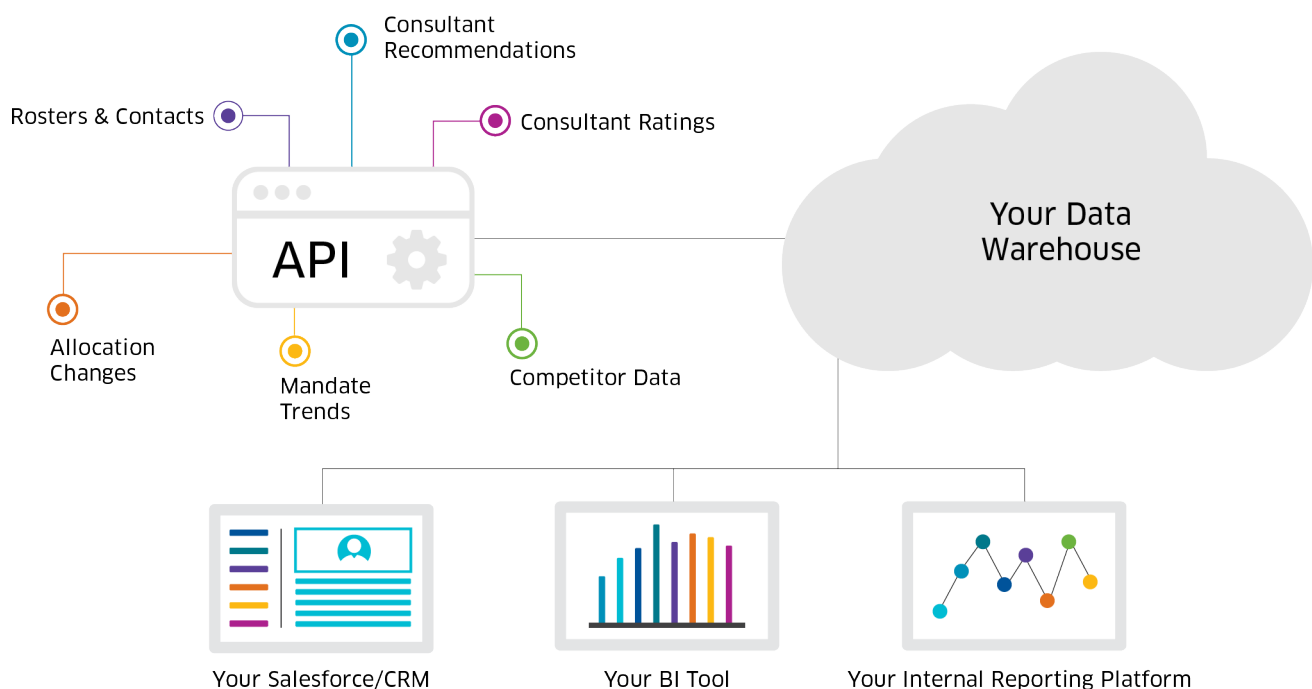 Consultant
Recommendations
Rosters & Contacts
Consultant Ratings
Your Data
Warehouse
API
Allocation
Changes
Mandate
Trends
Competitor Data
Your Salesforce/CRM
Your BI Tool
Your Internal Reporting Platform